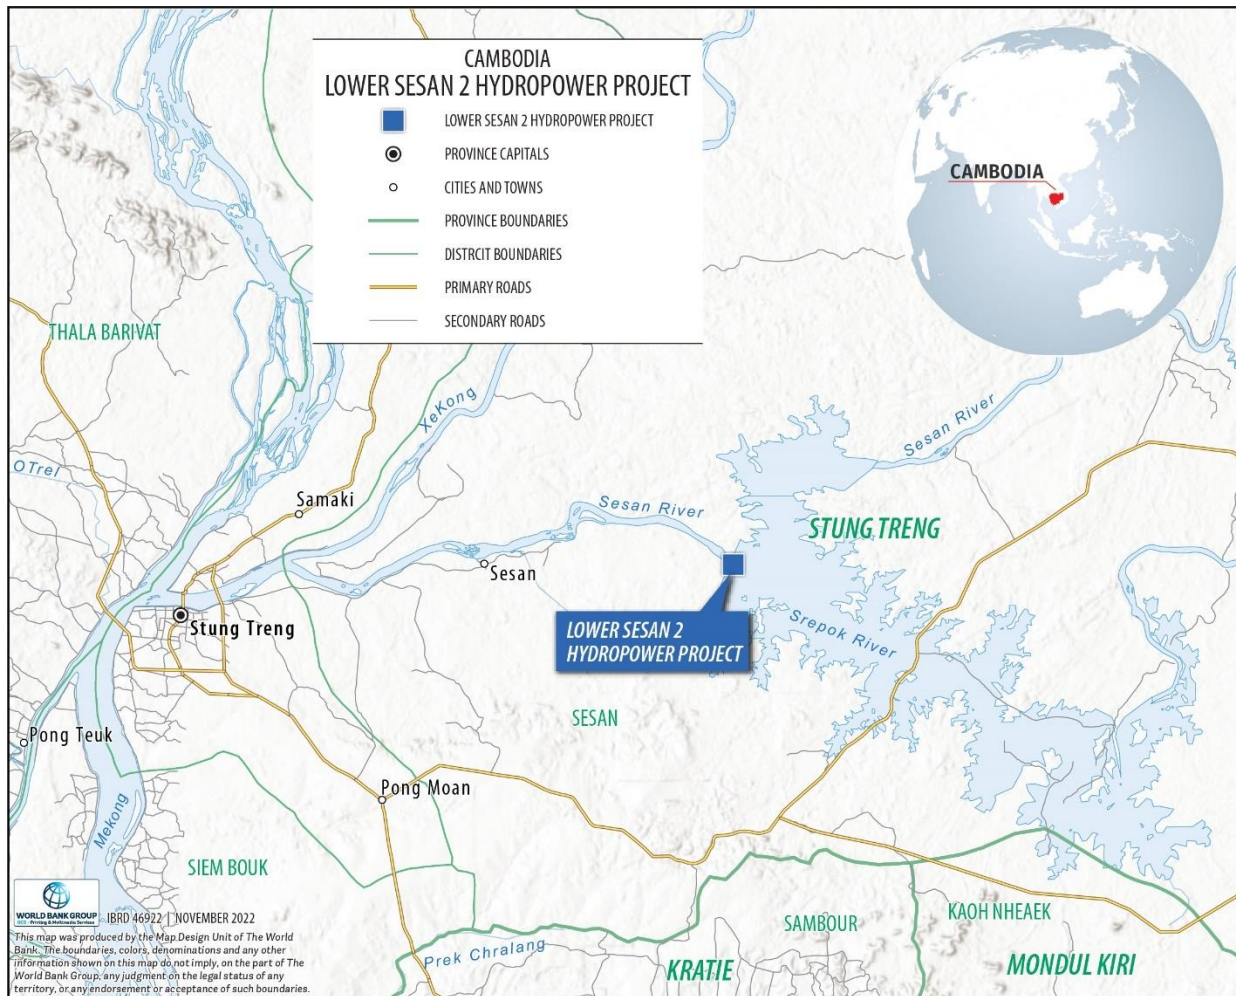 CAMBODIA
LOWER SESAN 2 HYDROPOWER PROJECT
LOWER SESAN 2 HYDROPOWER PROJECT
PROVINCE CAPITALS
CITIES AND TOWNS
PROVINCE BOUNDARIES
DISTRCIT BOUNDARIES
PRIMARY ROADS
SECONDARY ROADS
CAMBODIA
THALA BARIVAT
XeKong
Sesan River
OTrel
Samaki
Sesan River
STUNG TRENG
Sesan
Stung Treng
LOWER SESAN 2
HYDROPOWER PROJECT
Srepok River
SESAN
Pong Teuk
Pong Moan
Mekong
SIEM BOUK
KAOH NHEAEK
SAMBOUR
Prek Chralang
KRATIE
MONDUL KIRI
WORLD BANK GROUP
GCS - Printing & Multimedia Services
IBRD 46922 | NOVEMBER 2022
This map was produced by the Map Design Unit of The World
Bank. The boundaries, colors, denominations and any other
information shown on this map do not imply, on the part of The
World Bank Group, any judgment on the legal status of any
territory, or any endorsement or acceptance of such boundaries.